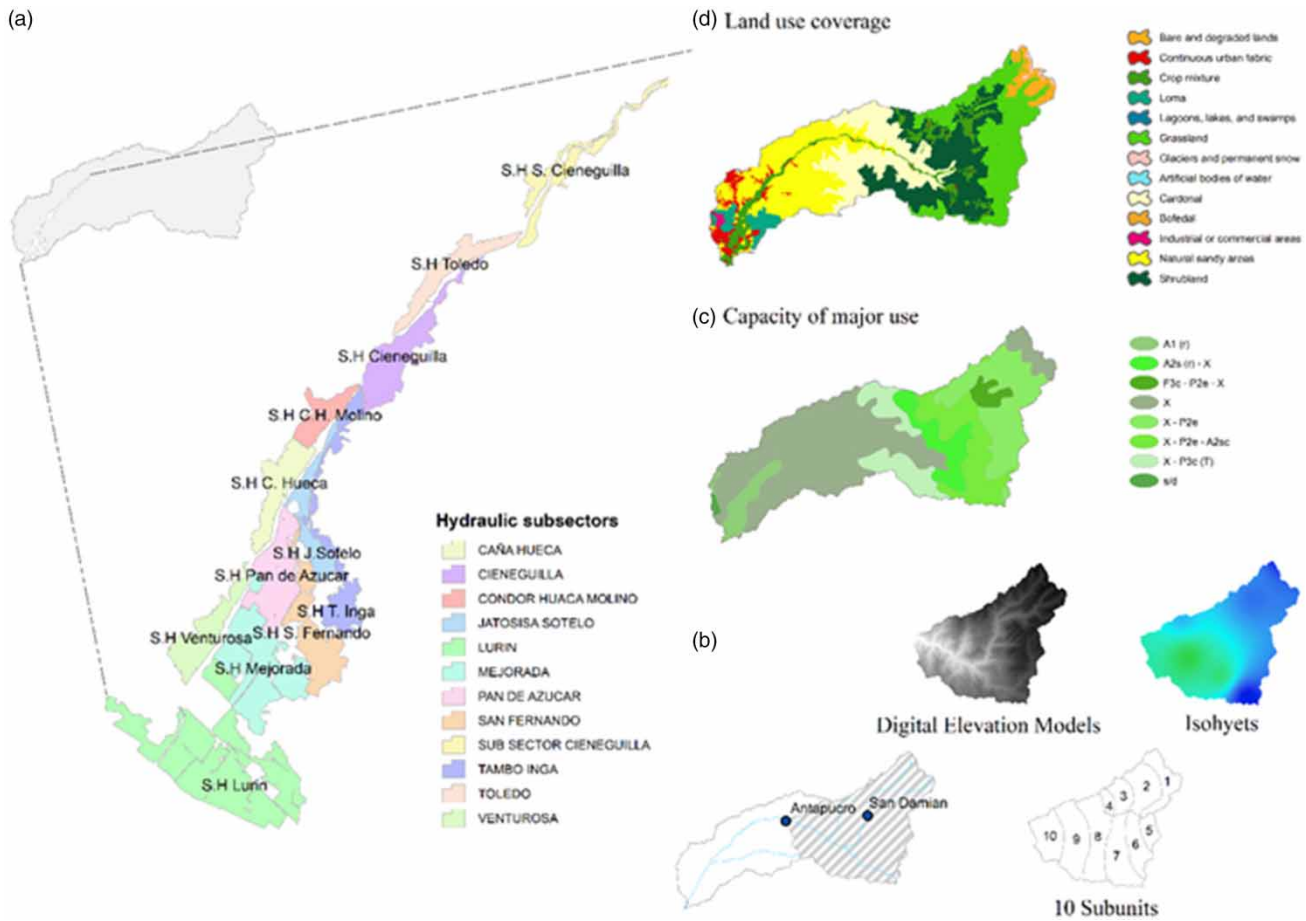 (a)
S.H S. Cieneguilla
S.H Toledo
S.H Cieneguilla
S.H C H. Molino
S.H C. Hueca
S.H J.Sotelo
S.H Pan de Azucar
S.H T. Inga
S.H S. Fernando
S.H Venturosa
S.H Mejorada
S.H Lurin
Hydraulic subsectors
CAÑA HUECA
CIENEGUILLA
CONDOR HUACA MOLINO
JATOSISA SOTELO
LURIN
MEJORADA
PAN DE AZUCAR
SAN FERNANDO
SUB SECTOR CIENEGUILLA
TAMBO INGA
TOLEDO
VENTUROSA
(d) Land use coverage
Bare and degraded lands
Continuous urban fabric
Crop mixture
Loma
Lagoons, lakes, and swamps
Grassland
Glaciers and permanent snow
Artificial bodies of water
Cardonal
Bofedal
Industrial or commercial areas
Natural sandy areas
Shrubland
(c) Capacity of major use
A1 (r)
A2s (r) - X
F3c - P2e - X
X
X - P2e
X - P2e - A2sc
X - P3c (T)
s/d
(b)
Digital Elevation Models
Isohyets
Antapucro
San Damian
1
2
3
4
5
6
7
8
9
10
10 Subunits